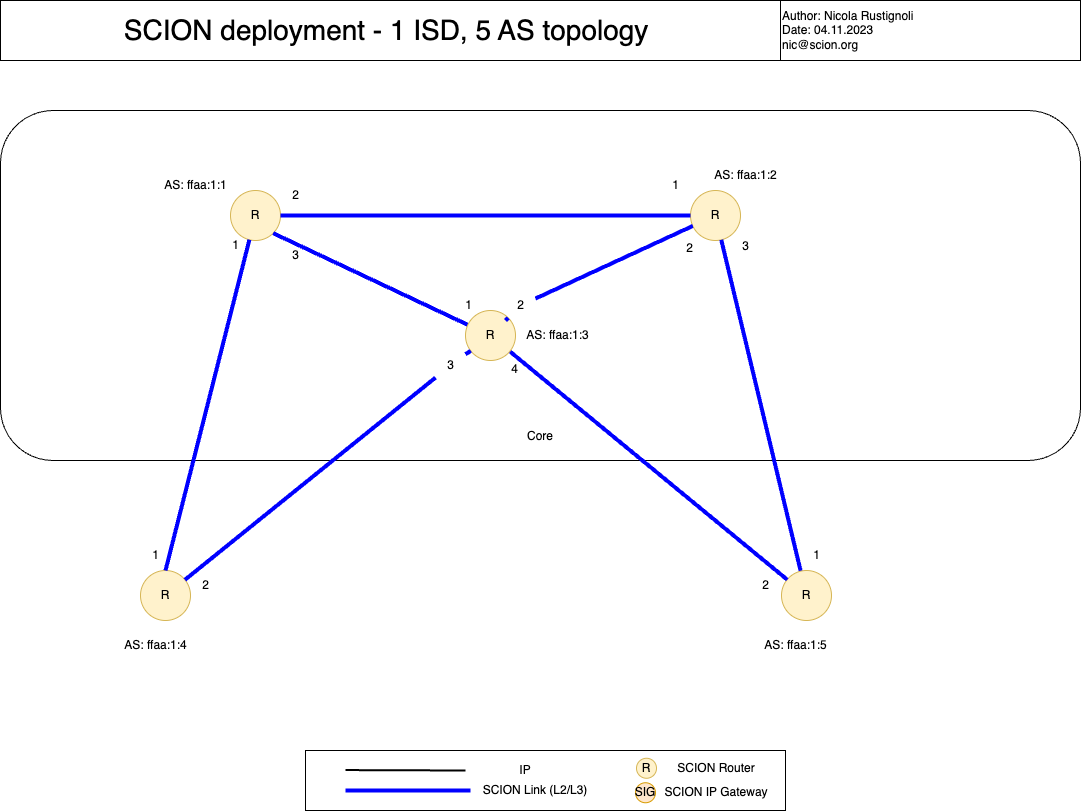 SCION deployment - 1 ISD, 5 AS topology
Author: Nicola Rustignoli
Date: 04.11.2023
nic@scion.org
AS: ffaa:1:1
AS: ffaa:1:2
2
1
R
R
1
3
2
3
1
2
R
AS: ffaa:1:3
3
4
Core
1
1
2
2
R
R
AS: ffaa:1:4
AS: ffaa:1:5
IP
R
SCION Router
SCION Link (L2/L3)
SIG
SCION IP Gateway